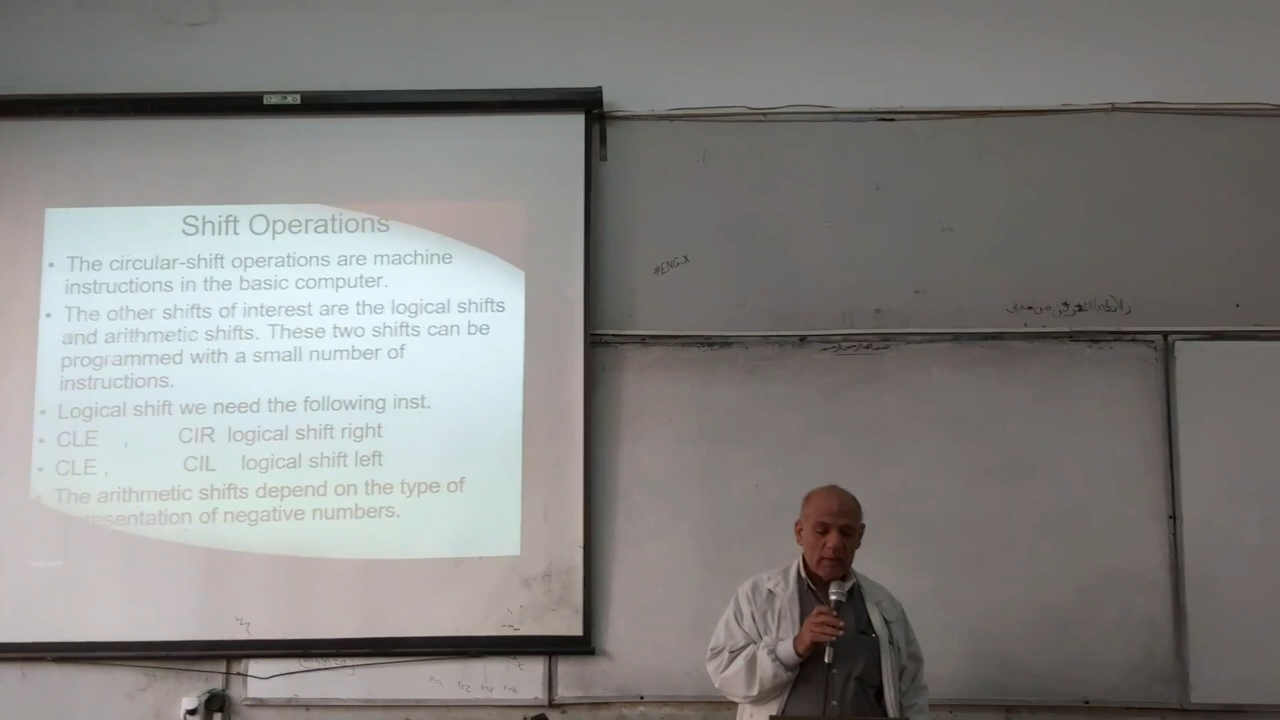 Shift Operations
• The circular-shift operations are machine
instructions in the basic computer.
• The other shifts of interest are the logical shifts
and arithmetic shifts. These two shifts can be
programmed with a small number of
instructions.
• Logical shift we need the following inst.
• CLE , CIR logical shift right
• CLE , CIL logical shift left
• The arithmetic shifts depend on the type of
of negative numbers.
#ENG.X